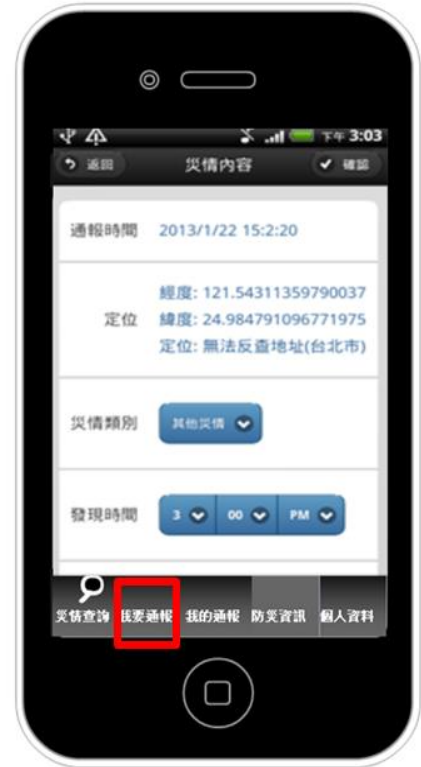 下午 3:03
返回 災情內容 確認
通報時間 2013/1/22 15:2:20
經度: 121.54311359790037
定位 緯度: 24.984791096771975
定位: 無法反查地址(台北市)
災情類別 其他災情
發現時間 3 00 PM
災情查詢 我要通報 我的通報 防災資訊 個人資料